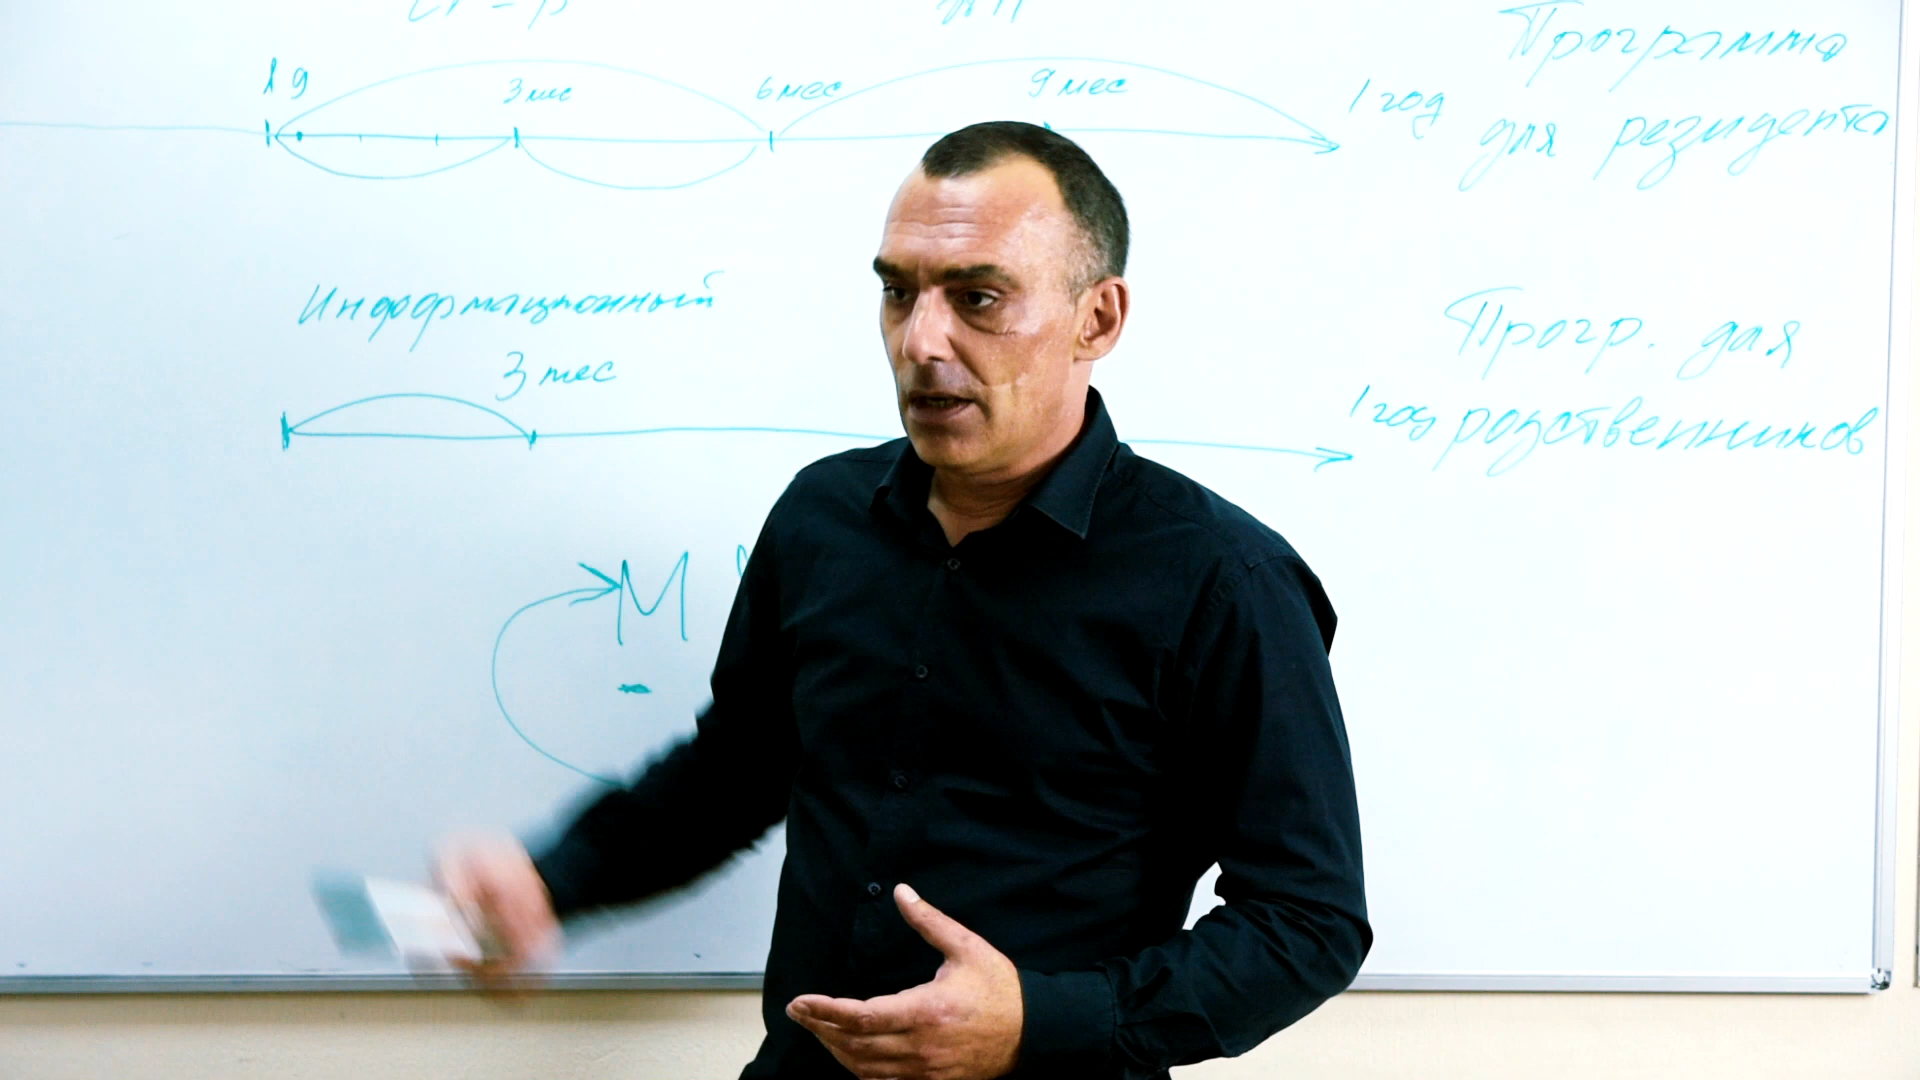 3 мес
6 мес
9 мес
1 год
Программа
для резидента
Информационный
3 мес
Прогр. для
1 год
родственников
М